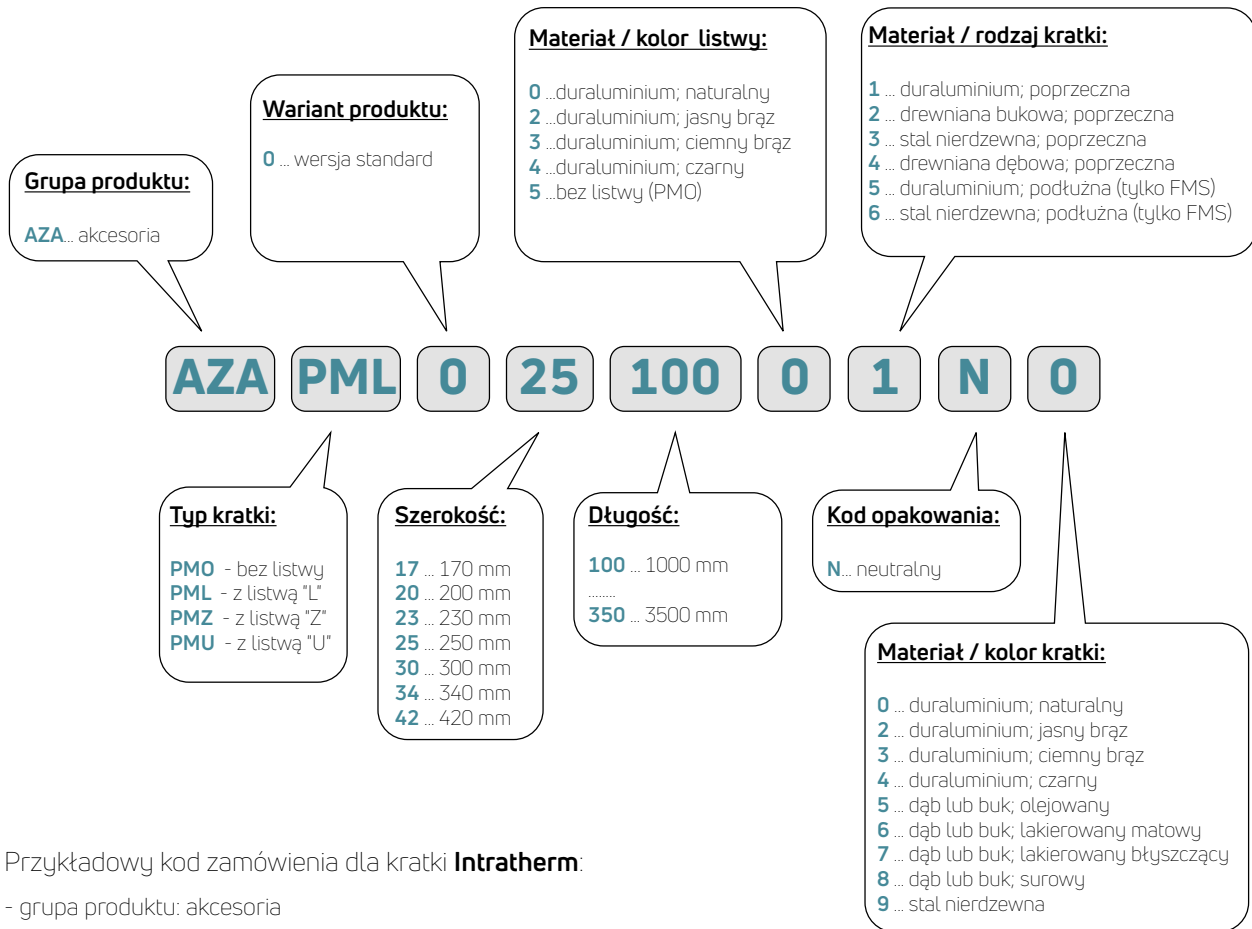 Grupa produktu:
AZA... akcesoria
Wariant produktu:
0 ... wersja standard
Materiał / kolor listwy:
0 ...duraluminium; naturalny
2 ...duraluminium; jasny brąz
3 ...duraluminium; ciemny brąz
4 ...duraluminium; czarny
5 ...bez listwy (PMO)
Materiał / rodzaj kratki:
1 ... duraluminium; poprzeczna
2 ... drewniana bukowa; poprzeczna
3 ... stal nierdzewna; poprzeczna
4 ... drewniana dębowa; poprzeczna
5 ... duraluminium; podłużna (tylko FMS)
6 ... stal nierdzewna; podłużna (tylko FMS)
AZA PML 0 25 100 0 1 N 0
Typ kratki:
PMO - bez listwy
PML - z listwą "L"
PMZ - z listwą "Z"
PMU - z listwą "U"
Szerokość:
17 ... 170 mm
20 ... 200 mm
23 ... 230 mm
25 ... 250 mm
30 ... 300 mm
34 ... 340 mm
42 ... 420 mm
Długość:
100 ... 1000 mm
........
350 ... 3500 mm
Kod opakowania:
N... neutralny
Materiał / kolor kratki:
0 ... duraluminium; naturalny
2 ... duraluminium; jasny brąz
3 ... duraluminium; ciemny brąz
4 ... duraluminium; czarny
5 ... dąb lub buk; olejowany
6 ... dąb lub buk; lakierowany matowy
7 ... dąb lub buk; lakierowany błyszczący
8 ... dąb lub buk; surowy
9 ... stal nierdzewna
Przykładowy kod zamówienia dla kratki Intratherm:
- grupa produktu: akcesoria